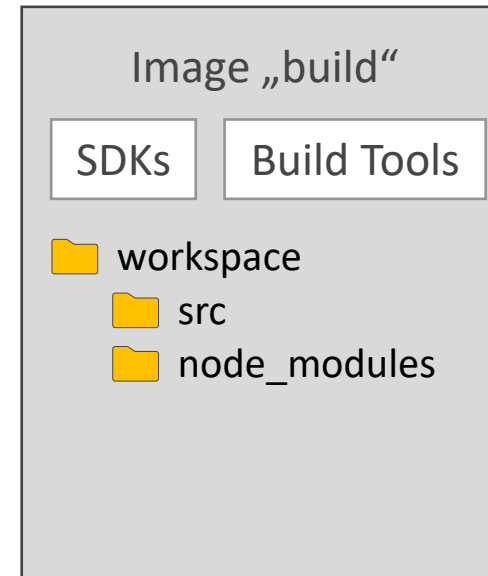 Image „build“
SDKs
Build Tools
workspace
src
node_modules